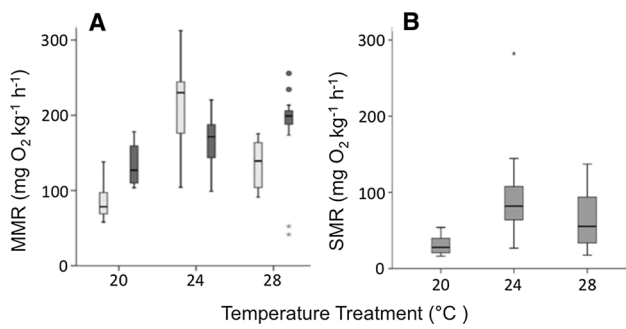 A
MMR (mg O2 kg-1 h-1)
300
200
100
0
20 24 28
B
SMR (mg O2 kg-1 h-1)
300
200
100
0
20 24 28
Temperature Treatment (°C )